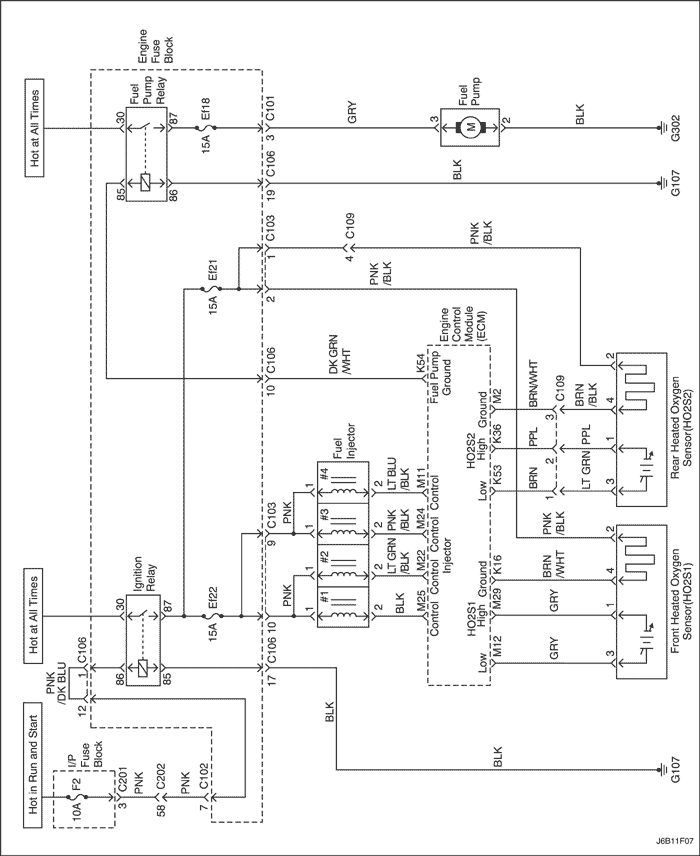 Hot at All Times
Engine
Fuse
Block
Fuel
Pump
Relay
30
87
85
86
Ef18
15A
C101
3
GRY
3
Fuel
Pump
M
2
BLK
G302
C106
19
BLK
G107
C103
1
C109
4
PNK
/BLK
Ef21
15A
2
PNK
/BLK
C106
10
DK GRN
/WHT
K54
Fuel Pump
Ground
Engine
Control
Module
(ECM)
Hot at All Times
Ignition
Relay
30
87
86
85
Ef22
15A
C103
9
PNK
C106
10
PNK
Fuel
Injector
#4
#3
#2
#1
1
1
1
1
2
2
2
2
LT BLU
/BLK
PNK
/BLK
LT GRN
/BLK
BLK
M11
M24
M22
M25
Control
Control
Control
Control
Injector
HO2S2
Ground
High
Low
M2
K36
K53
BRN/WHT
PPL
BRN
C109
3
2
1
BRN
/BLK
PPL
LT GRN
2
4
1
3
Rear Heated Oxygen
Sensor(HO2S2)
HO2S1
Ground
High
Low
K16
M29
M12
PNK
/BLK
BRN
/WHT
GRY
GRY
2
4
1
3
Front Heated Oxygen
Sensor(HO2S1)
C106
1
12
PNK
/DK BLU
17
BLK
BLK
G107
Hot in Run and Start
I/P
Fuse
Block
F2
10A
C201
3
PNK
C202
58
PNK
C102
7
J6B11F07